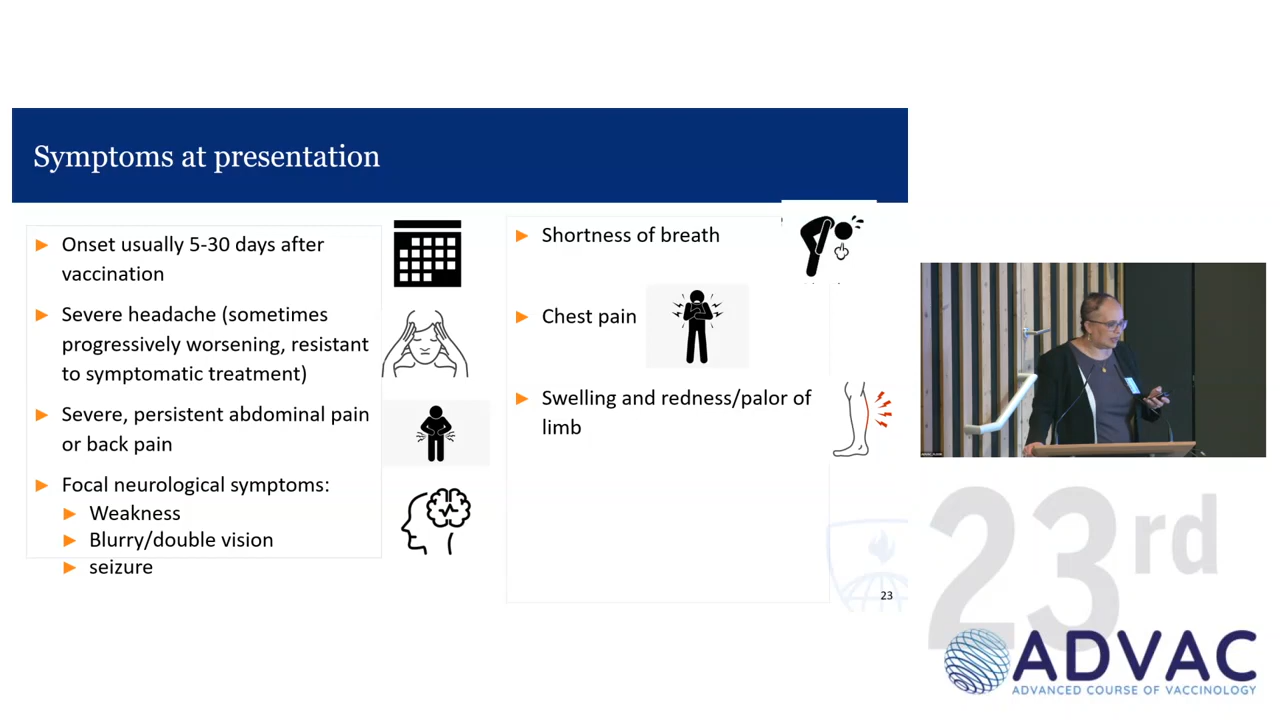 Symptoms at presentation
Onset usually 5-30 days after
vaccination
Severe headache (sometimes
progressively worsening, resistant
to symptomatic treatment)
Severe, persistent abdominal pain
or back pain
Focal neurological symptoms:
Weakness
Blurry/double vision
seizure
Shortness of breath
Chest pain
Swelling and redness/palor of
limb
23
23rd
ADVAC
ADVANCED COURSE OF VACCINOLOGY